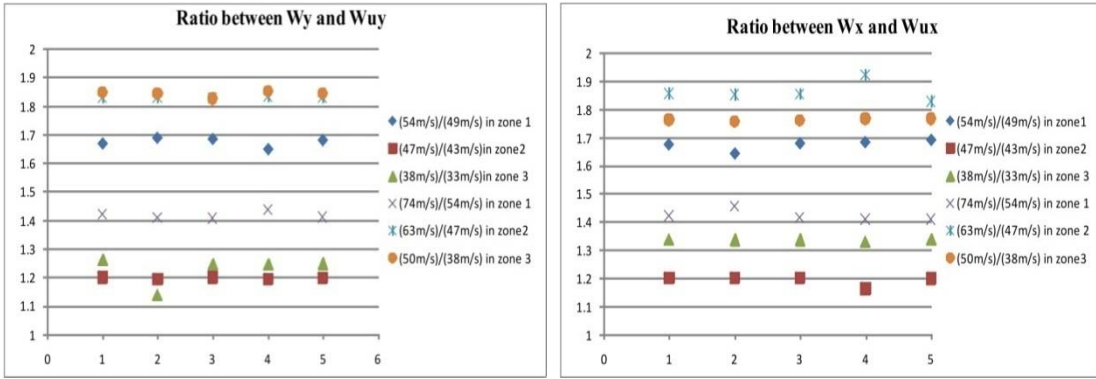 Ratio between Wy and Wuy
2
1.9
1.8
1.7
1.6
1.5
1.4
1.3
1.2
1.1
1
0 1 2 3 4 5 6
(54m/s)/(49m/s) in zone 1
(47m/s)/(43m/s)in zone2
(38m/s)/(33m/s)in zone 3
(74m/s)/(54m/s) in zone 1
(63m/s)/(47m/s) in zone2
(50m/s)/(38m/s) in zone 3
Ratio between Wx and Wux
2
1.9
1.8
1.7
1.6
1.5
1.4
1.3
1.2
1.1
1
0 1 2 3 4 5
(54m/s)/(49m/s) in zone1
(47m/s)/(43m/s)in zone2
(38m/s)/(33m/s) in zone 3
(74m/s)/(54m/s) in zone 1
(63m/s)/(47m/s) in zone 2
(50m/s)/(38m/s) in zone3